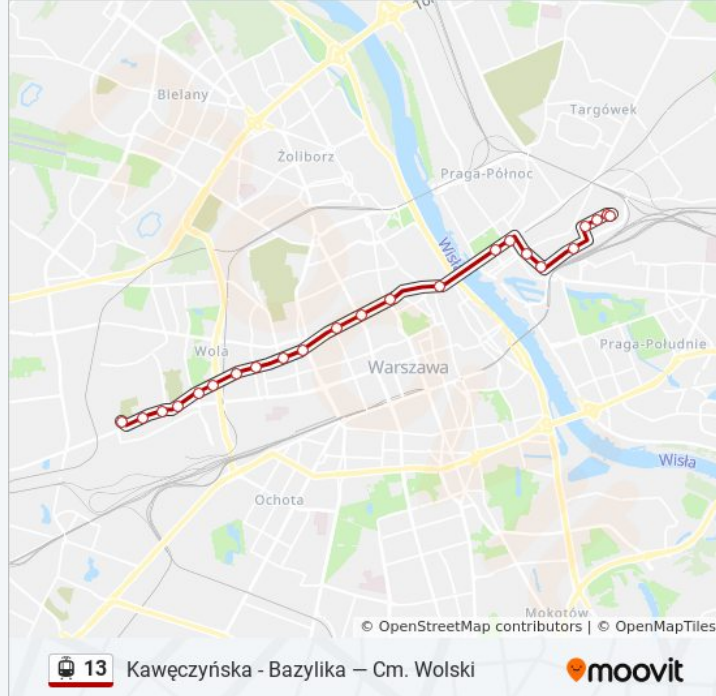 Bielany
Targówek
Żoliborz
Praga-Północ
Wisła
Wola
Praga-Południe
Warszawa
Wisła
Ochota
Mokotów
© OpenStreetMap contributors | © OpenMapTiles
13 Kawęczyńska - Bazylika — Cm. Wolski
moovit